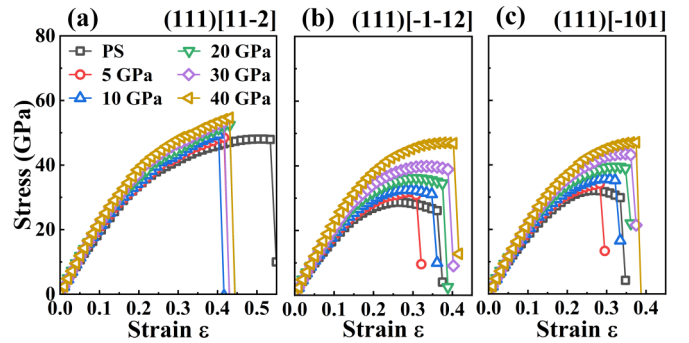 (a) (111)[11-2]
(b) (111)[-1-12]
(c) (111)[-101]
PS
5 GPa
10 GPa
20 GPa
30 GPa
40 GPa
Stress (GPa)
80
60
40
20
0
0.0 0.1 0.2 0.3 0.4 0.5
0.0 0.1 0.2 0.3 0.4
0.0 0.1 0.2 0.3 0.4
Strain ε
Strain ε
Strain ε